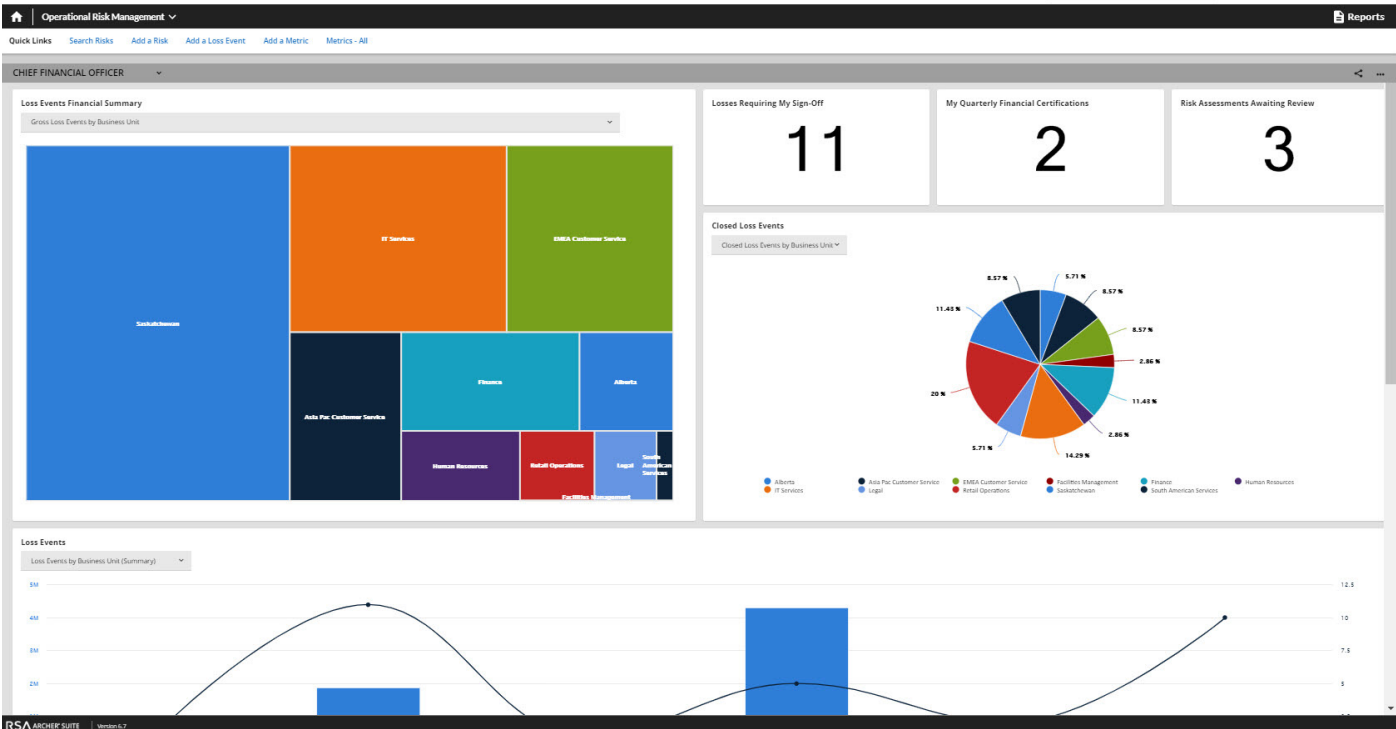 Operational Risk Management
Reports
Quick Links Search Risks Add a Risk Add a Loss Event Add a Metric Metrics - All
CHIEF FINANCIAL OFFICER
Loss Events Financial Summary
Gross Loss Events by Business Unit
Saskatchewan
IT Services
EMEA Customer Service
Asia Pac Customer Service
Finance
Alberta
Human Resources
Retail Operations
Legal
South
American
Services
Facilities Management
Losses Requiring My Sign-Off
11
My Quarterly Financial Certifications
2
Risk Assessments Awaiting Review
3
Closed Loss Events
Closed Loss Events by Business Unit
8.57 %
5.71 %
8.57 %
11.43 %
8.57 %
2.86 %
20 %
11.43 %
2.86 %
5.71 %
14.29 %
Alberta Asia Pac Customer Service EMEA Customer Service Facilities Management Finance Human Resources
IT Services Legal Retail Operations Saskatchewan South American Services
Loss Events
Loss Events by Business Unit (Summary)
5M
12.5
4M
10
3M
7.5
2M
5
RSA ARCHER® SUITE Version 6.7